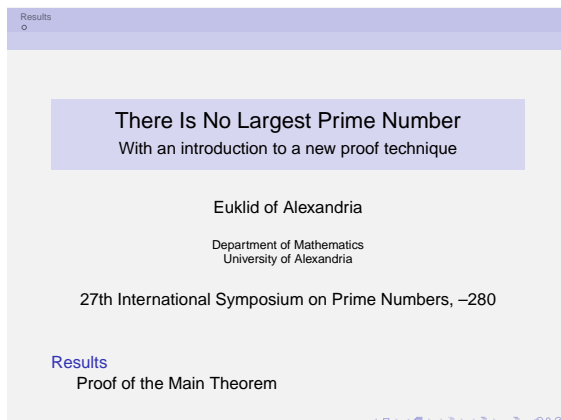 Results
There Is No Largest Prime Number
With an introduction to a new proof technique
Euklid of Alexandria
Department of Mathematics
University of Alexandria
27th International Symposium on Prime Numbers, –280
Results
Proof of the Main Theorem